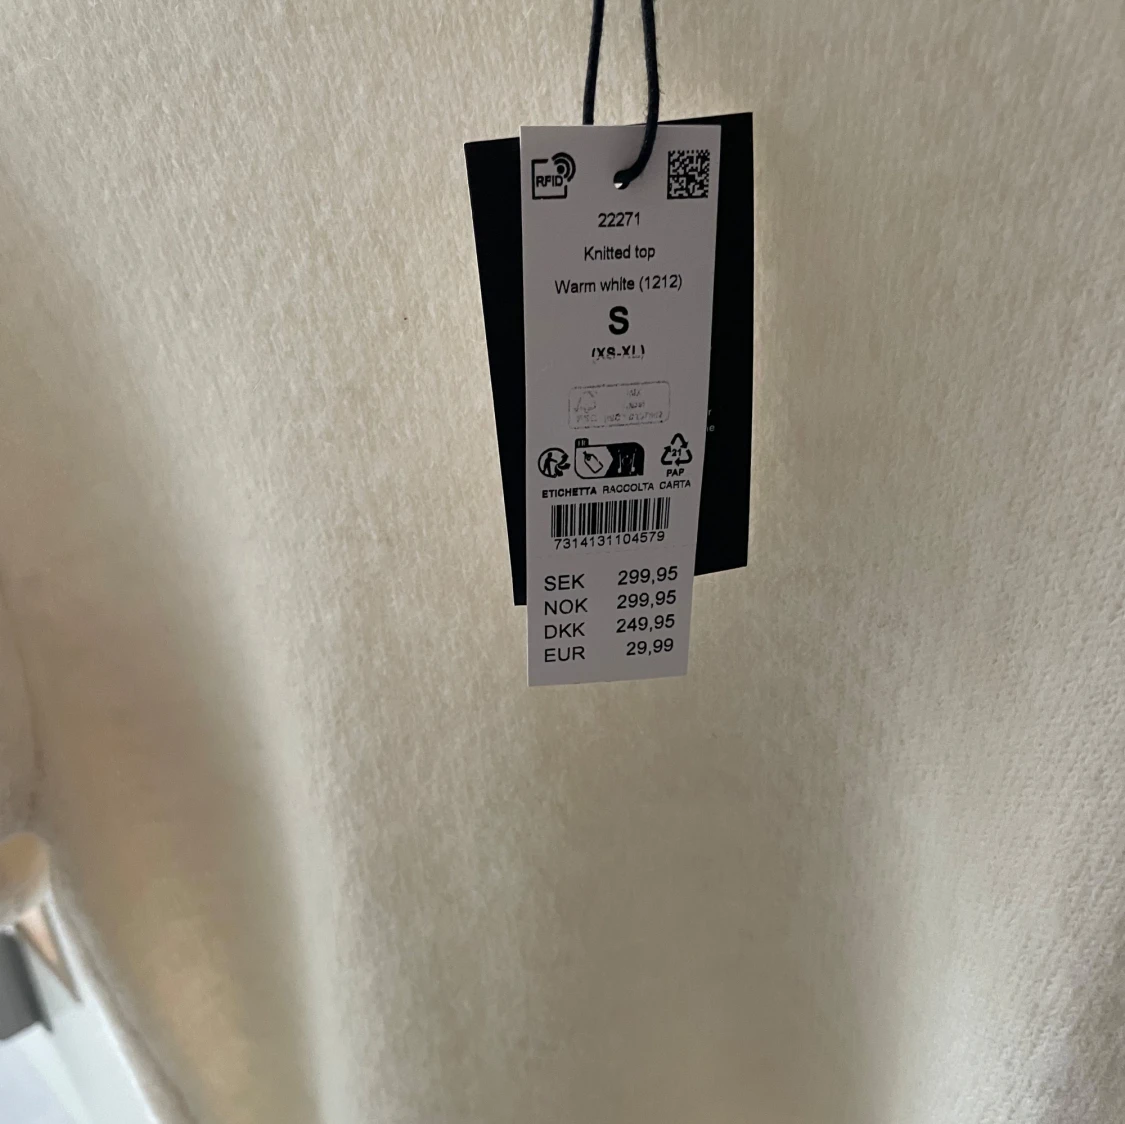 RFID
22271
Knitted top
Warm white (1212)
S
(XS-XL)
FR
21
PAP
ETICHETTA RACCOLTA CARTA
7314131104579
SEK 299,95
NOK 299,95
DKK 249,95
EUR 29,99